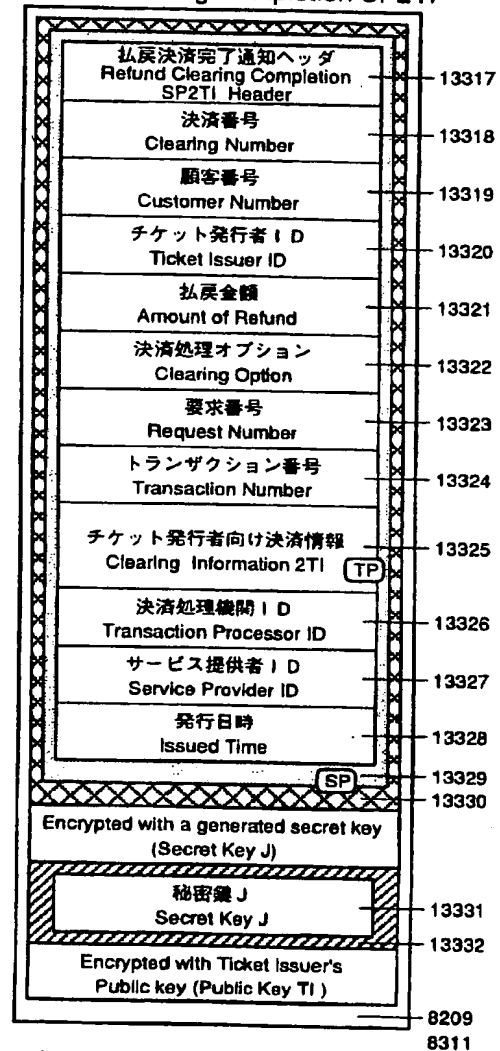 払戻決済完了通知ヘッダ
Refund Clearing Completion
SP2TI Header
13317
決済番号
Clearing Number
13318
顧客番号
Customer Number
13319
チケット発行者ID
Ticket Issuer ID
13320
払戻金額
Amount of Refund
13321
決済処理オプション
Clearing Option
13322
要求番号
Request Number
13323
トランザクション番号
Transaction Number
13324
チケット発行者向け決済情報
Clearing Information 2TI
TP
13325
決済処理機関ID
Transaction Processor ID
13326
サービス提供者ID
Service Provider ID
13327
発行日時
Issued Time
13328
SP
13329
13330
Encrypted with a generated secret key
(Secret Key J)
秘密鍵J
Secret Key J
13331
13332
Encrypted with Ticket Issuer's
Public key (Public Key TI)
8209
8311